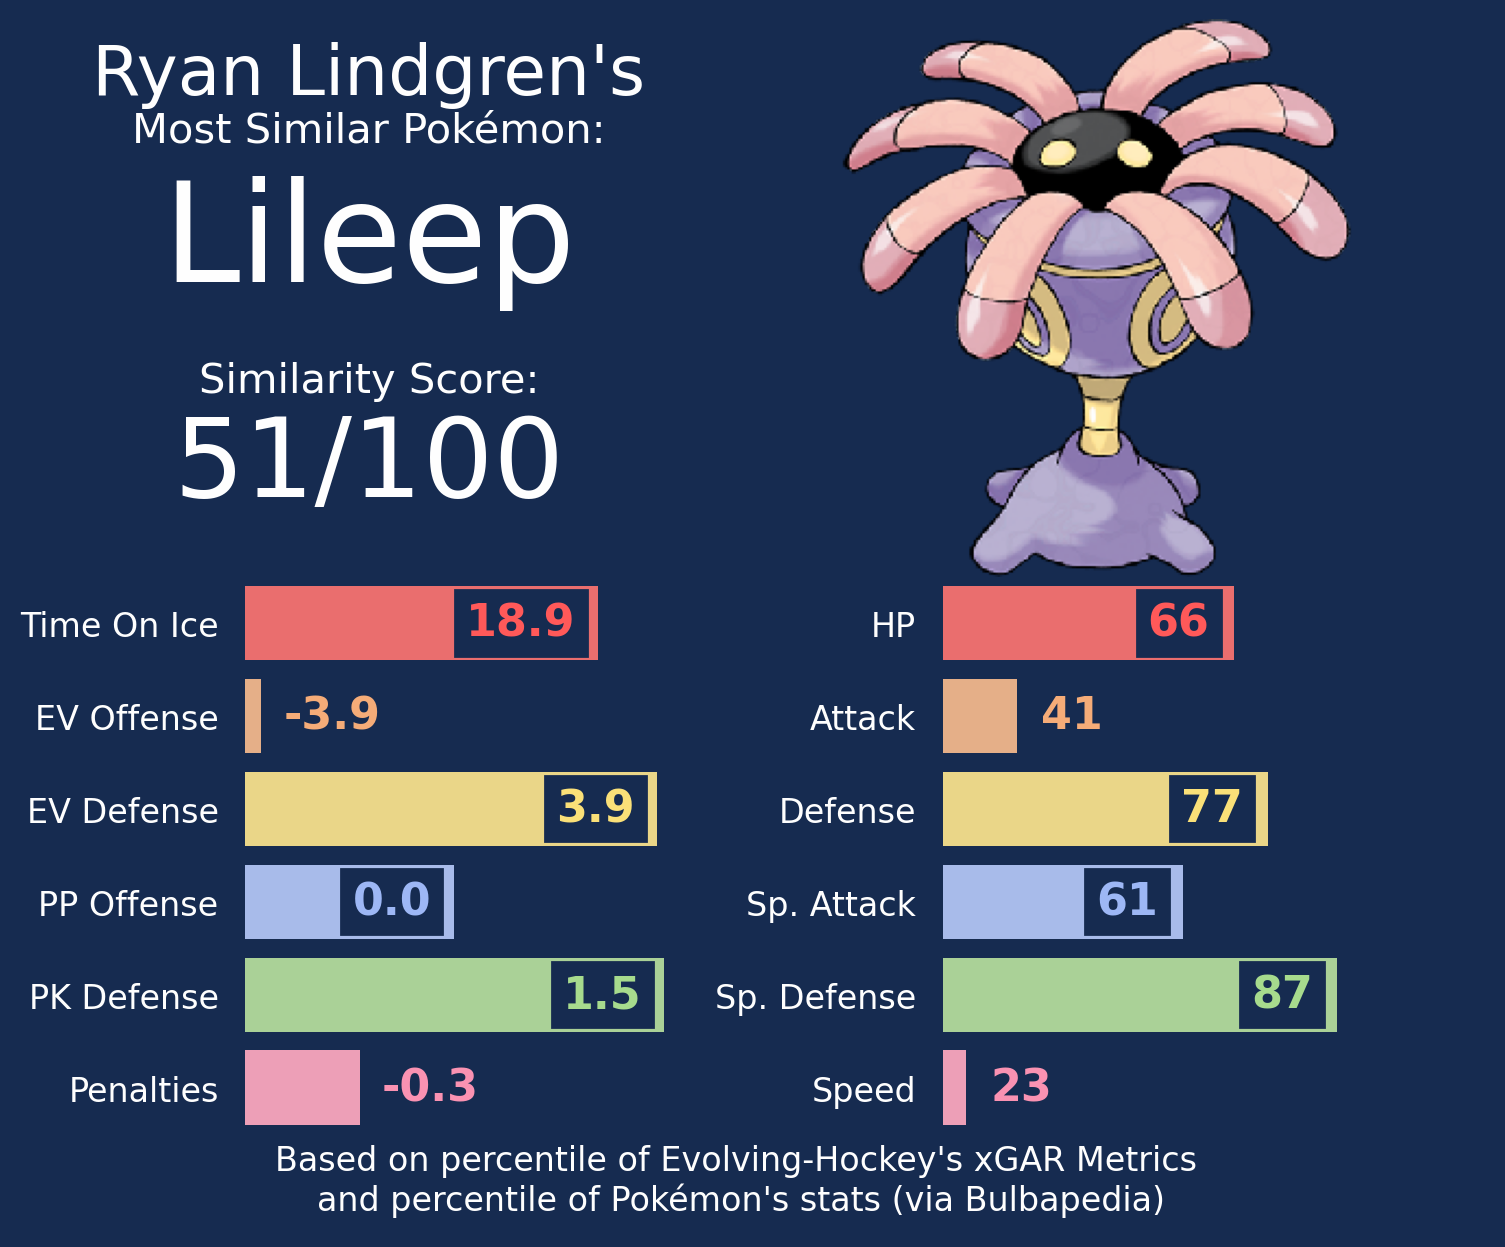 Ryan Lindgren's
Most Similar Pokémon:
Lileep
Similarity Score:
51/100
Time On Ice 18.9
EV Offense -3.9
EV Defense 3.9
PP Offense 0.0
PK Defense 1.5
Penalties -0.3
HP 66
Attack 41
Defense 77
Sp. Attack 61
Sp. Defense 87
Speed 23
Based on percentile of Evolving-Hockey's xGAR Metrics
and percentile of Pokémon's stats (via Bulbapedia)